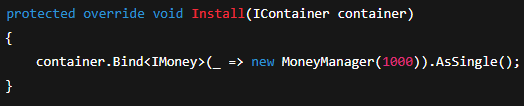 protected override void Install(IContainer container)
{
    container.Bind<IMoney>(_ => new MoneyManager(1000)).AsSingle();
}